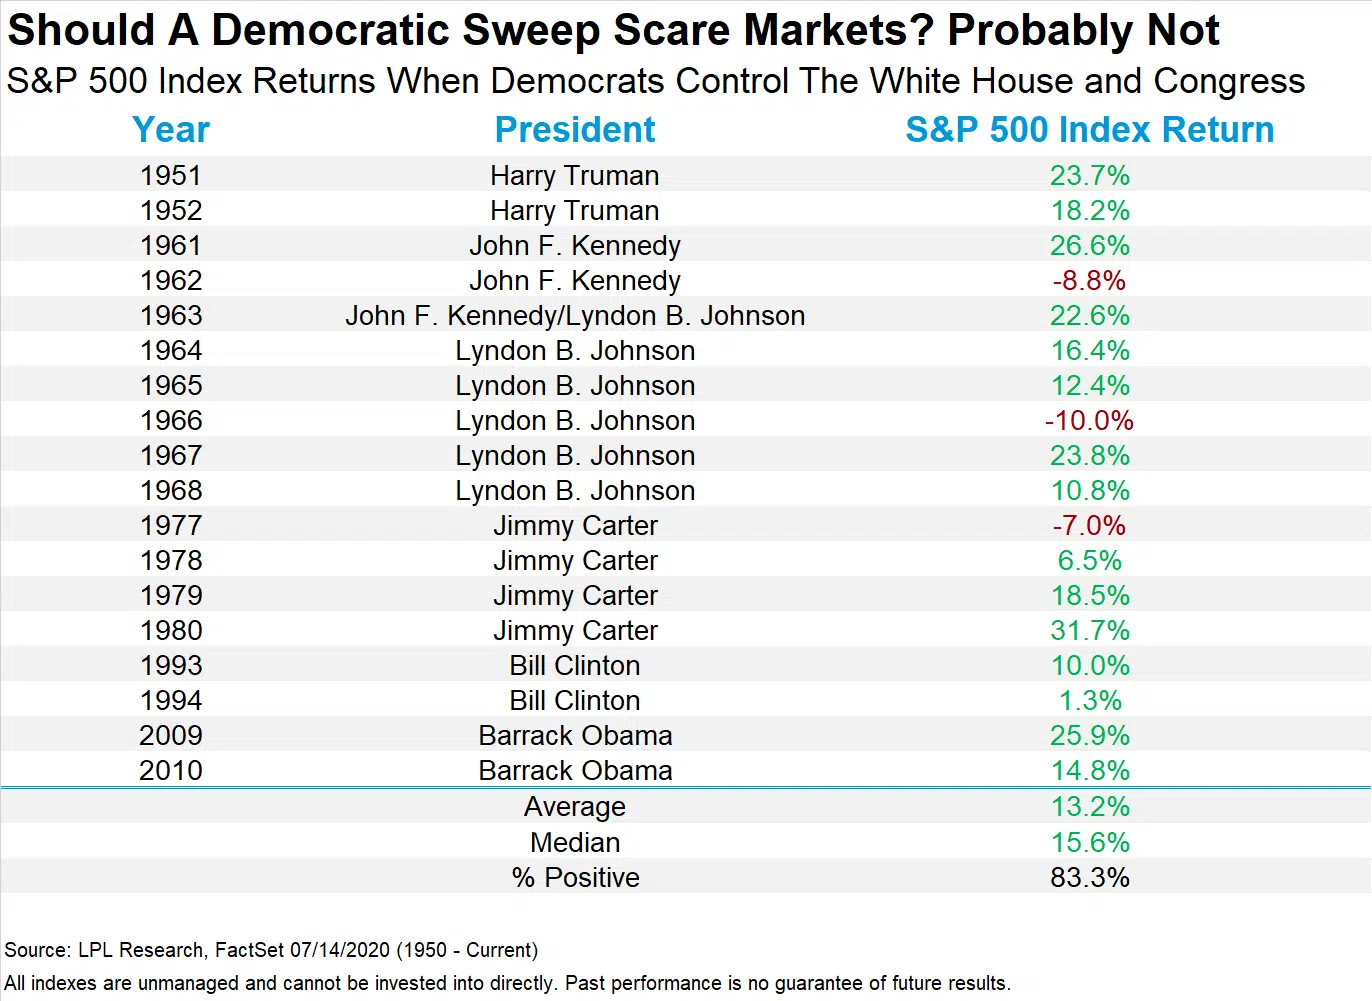 Should A Democratic Sweep Scare Markets? Probably Not
S&P 500 Index Returns When Democrats Control The White House and Congress
Year President S&P 500 Index Return
1951 Harry Truman 23.7%
1952 Harry Truman 18.2%
1961 John F. Kennedy 26.6%
1962 John F. Kennedy -8.8%
1963 John F. Kennedy/Lyndon B. Johnson 22.6%
1964 Lyndon B. Johnson 16.4%
1965 Lyndon B. Johnson 12.4%
1966 Lyndon B. Johnson -10.0%
1967 Lyndon B. Johnson 23.8%
1968 Lyndon B. Johnson 10.8%
1977 Jimmy Carter -7.0%
1978 Jimmy Carter 6.5%
1979 Jimmy Carter 18.5%
1980 Jimmy Carter 31.7%
1993 Bill Clinton 10.0%
1994 Bill Clinton 1.3%
2009 Barrack Obama 25.9%
2010 Barrack Obama 14.8%
Average 13.2%
Median 15.6%
% Positive 83.3%
Source: LPL Research, FactSet 07/14/2020 (1950 - Current)
All indexes are unmanaged and cannot be invested into directly. Past performance is no guarantee of future results.